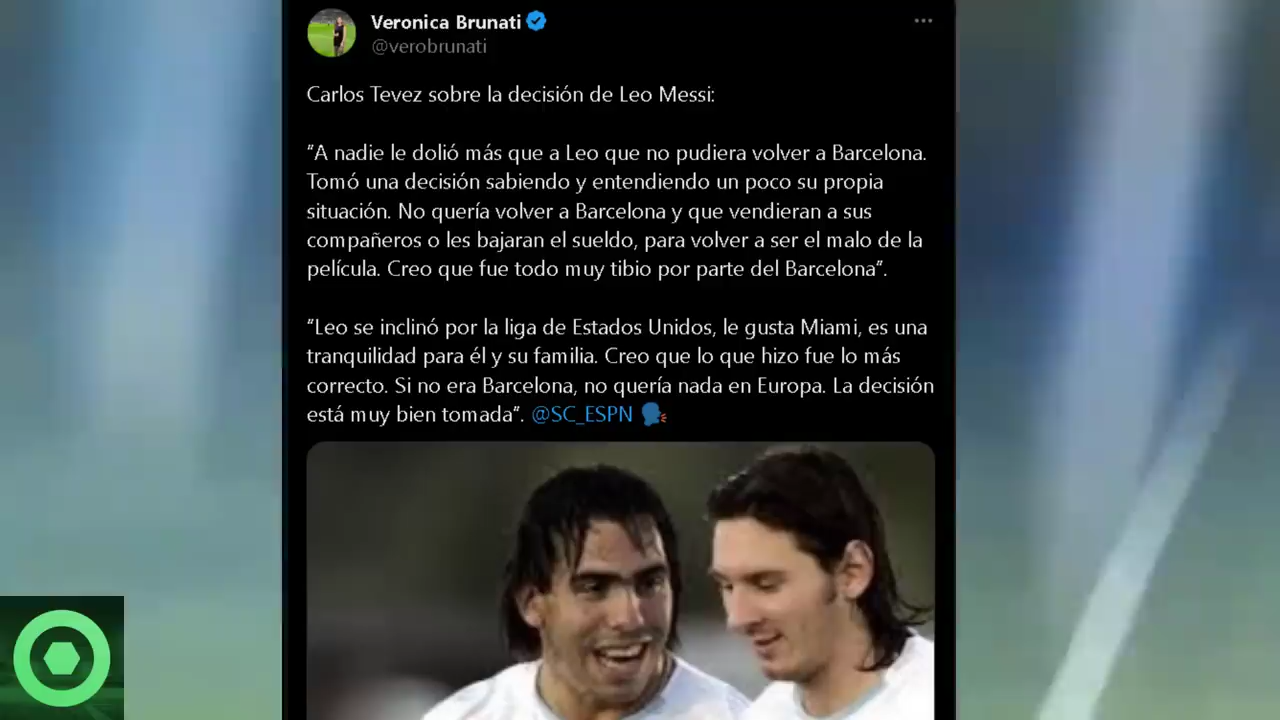 Veronica Brunati
@verobrunati
Carlos Tevez sobre la decisión de Leo Messi:
"A nadie le dolió más que a Leo que no pudiera volver a Barcelona.
Tomó una decisión sabiendo y entendiendo un poco su propia
situación. No quería volver a Barcelona y que vendieran a sus
compañeros o les bajaran el sueldo, para volver a ser el malo de la
película. Creo que fue todo muy tibio por parte del Barcelona".
"Leo se inclinó por la liga de Estados Unidos, le gusta Miami, es una
tranquilidad para él y su familia. Creo que lo que hizo fue lo más
correcto. Si no era Barcelona, no quería nada en Europa. La decisión
está muy bien tomada". @SC_ESPN 🗣️